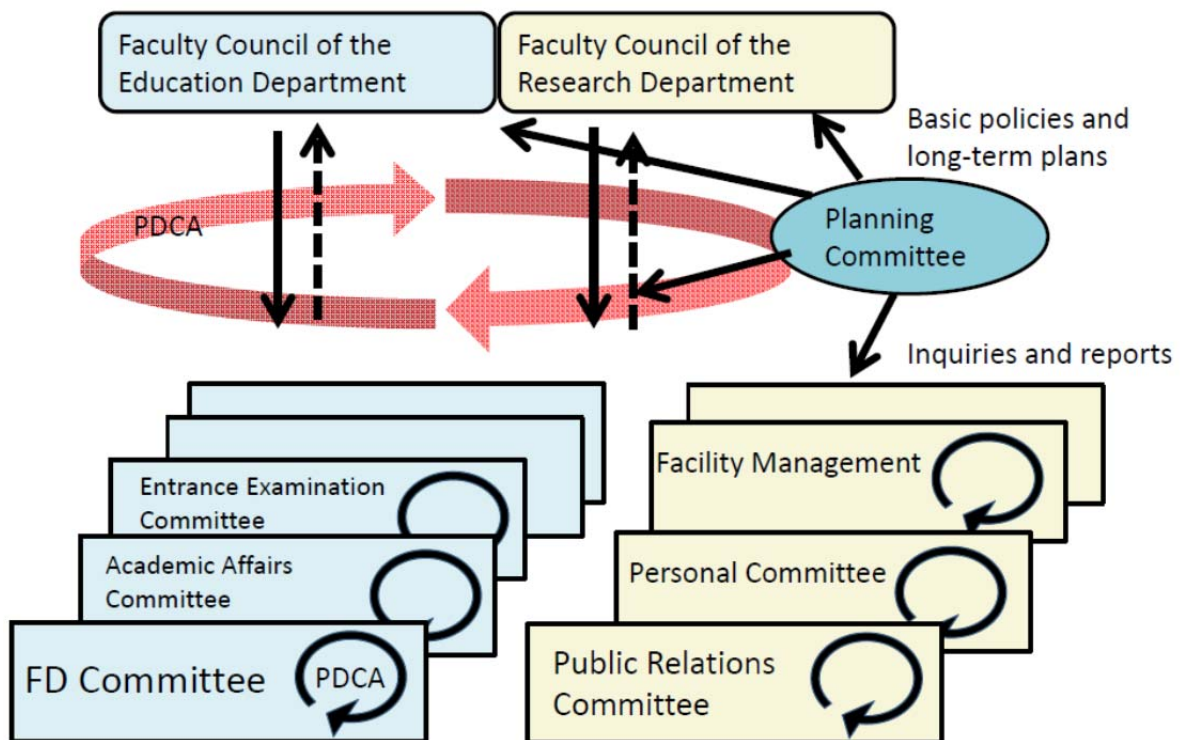 Faculty Council of the
Education Department
Faculty Council of the
Research Department
Basic policies and
long-term plans
PDCA
Planning
Committee
Inquiries and reports
Entrance Examination
Committee
Academic Affairs
Committee
FD Committee
PDCA
Facility Management
Personal Committee
Public Relations
Committee